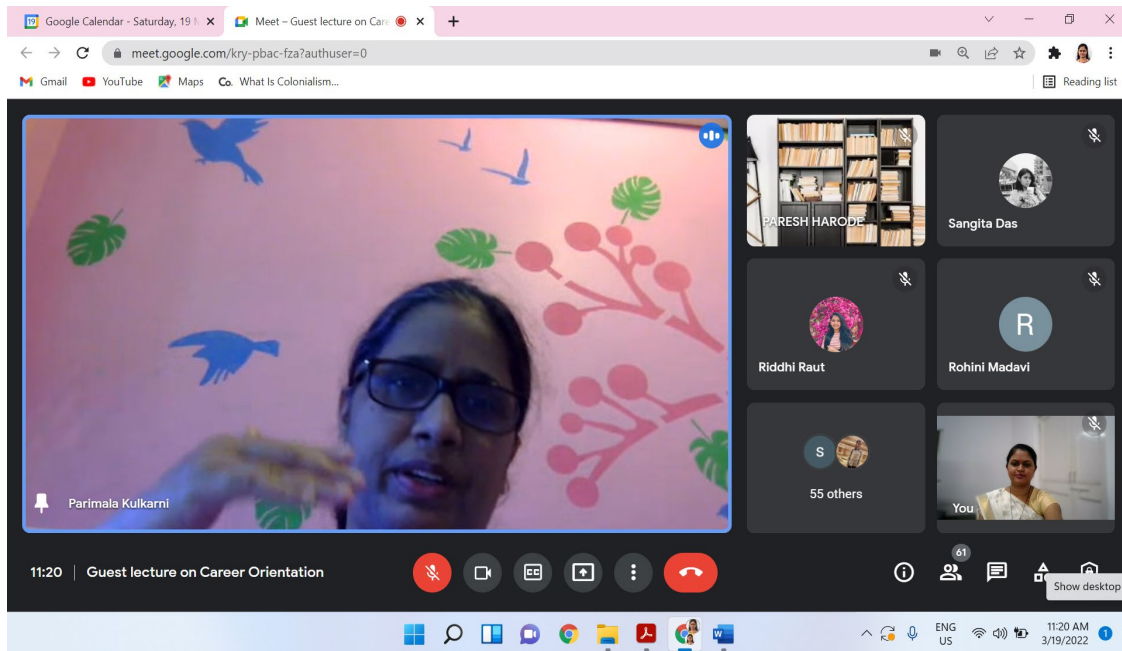 19 Google Calendar - Saturday, 19 M
Meet – Guest lecture on Care
meet.google.com/kry-pbac-fza?authuser=0
Gmail YouTube Maps Co. What Is Colonialism...
Reading list
PARESH HARODE
Sangita Das
Riddhi Raut
R
Rohini Madavi
Parimala Kulkarni
S
55 others
You
11:20 | Guest lecture on Career Orientation
CC
61
Show desktop
W
ENG
US
11:20 AM
3/19/2022
1